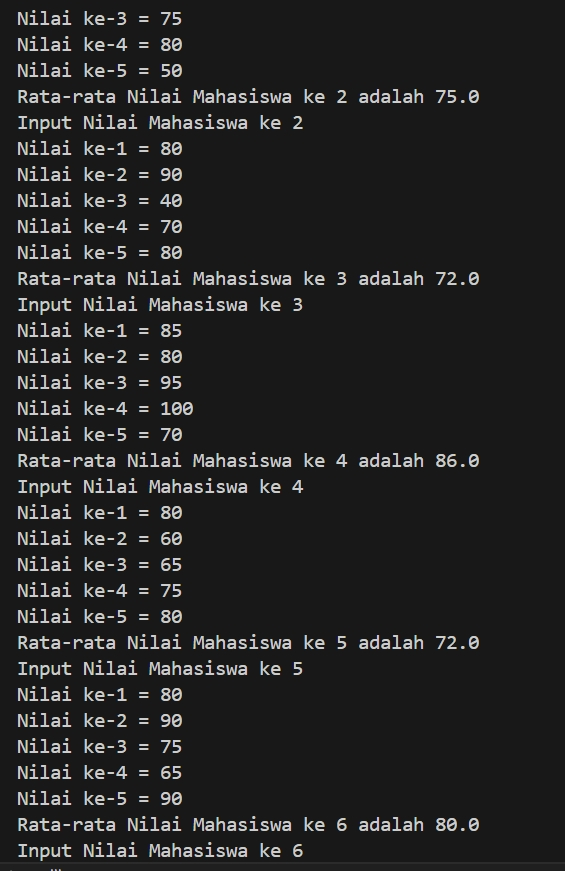 Nilai ke-3 = 75
Nilai ke-4 = 80
Nilai ke-5 = 50
Rata-rata Nilai Mahasiswa ke 2 adalah 75.0
Input Nilai Mahasiswa ke 2
Nilai ke-1 = 80
Nilai ke-2 = 90
Nilai ke-3 = 40
Nilai ke-4 = 70
Nilai ke-5 = 80
Rata-rata Nilai Mahasiswa ke 3 adalah 72.0
Input Nilai Mahasiswa ke 3
Nilai ke-1 = 85
Nilai ke-2 = 80
Nilai ke-3 = 95
Nilai ke-4 = 100
Nilai ke-5 = 70
Rata-rata Nilai Mahasiswa ke 4 adalah 86.0
Input Nilai Mahasiswa ke 4
Nilai ke-1 = 80
Nilai ke-2 = 60
Nilai ke-3 = 65
Nilai ke-4 = 75
Nilai ke-5 = 80
Rata-rata Nilai Mahasiswa ke 5 adalah 72.0
Input Nilai Mahasiswa ke 5
Nilai ke-1 = 80
Nilai ke-2 = 90
Nilai ke-3 = 75
Nilai ke-4 = 65
Nilai ke-5 = 90
Rata-rata Nilai Mahasiswa ke 6 adalah 80.0
Input Nilai Mahasiswa ke 6